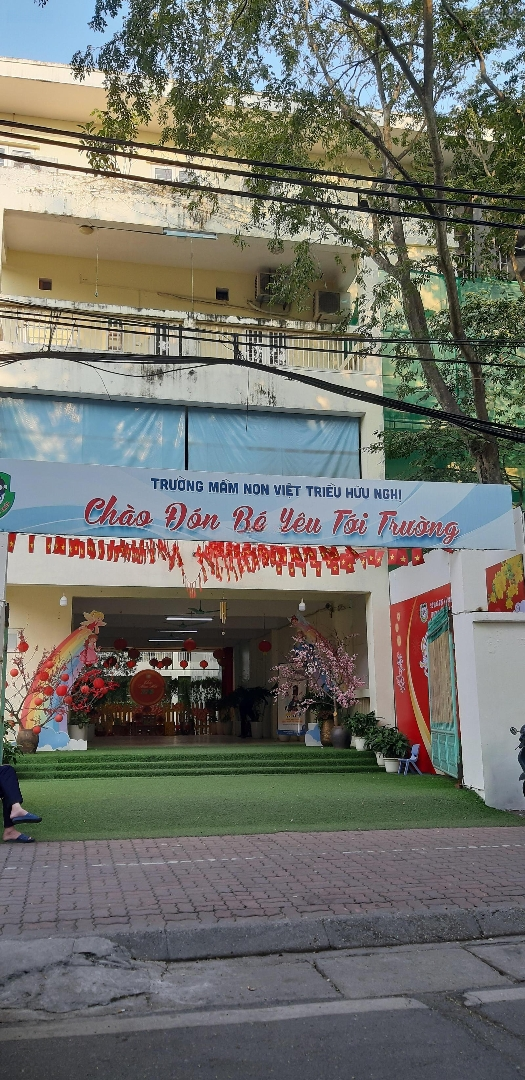 TRƯỜNG MẦM NON VIỆT TRIỀU HỮU NGHỊ
Chào Đón Bé Yêu Tới Trường